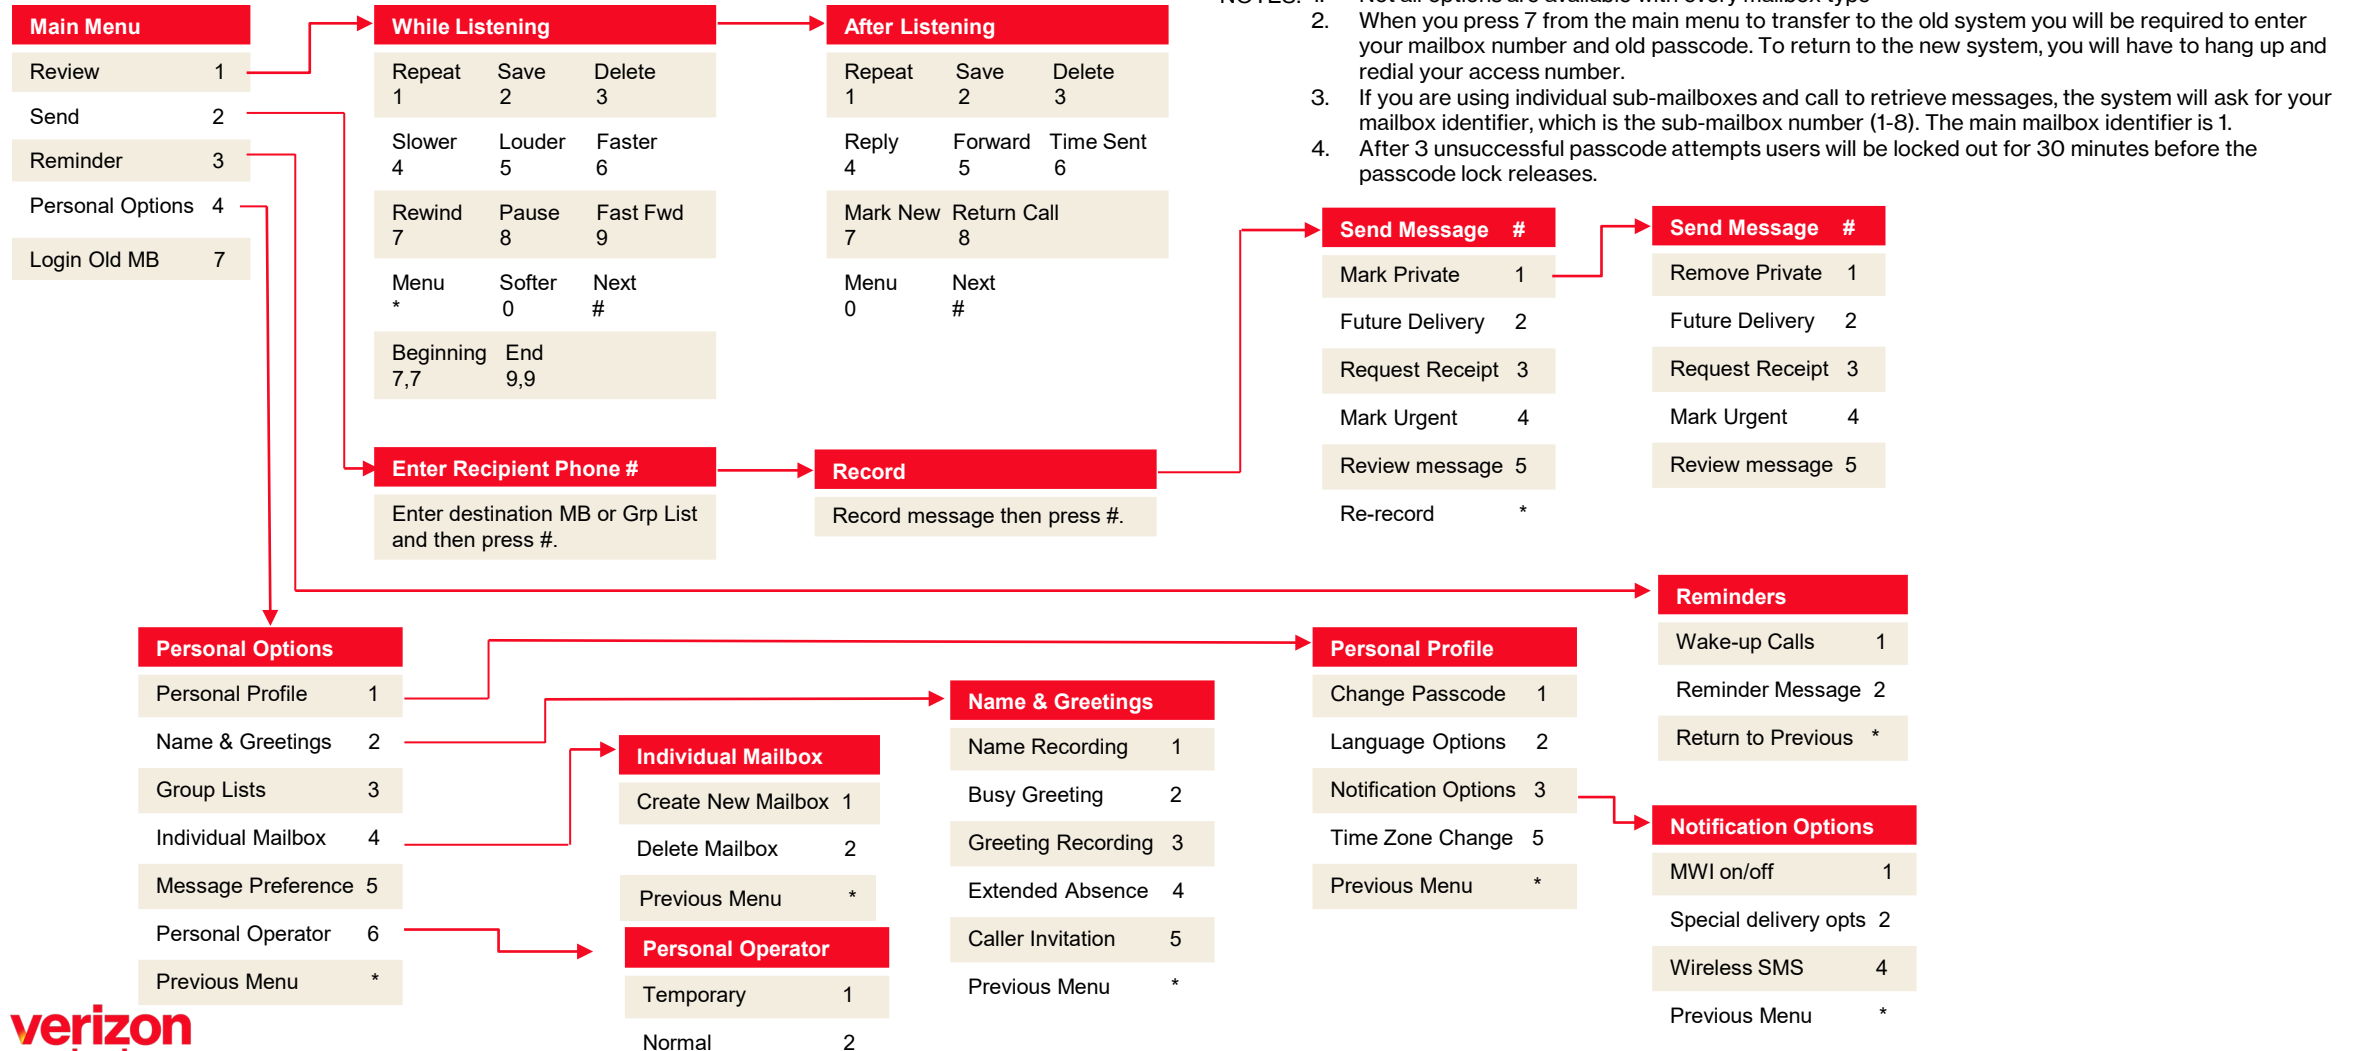 NOTES: 1. Not all options are available with every mailbox type
2. When you press 7 from the main menu to transfer to the old system you will be required to enter
your mailbox number and old passcode. To return to the new system, you will have to hang up and
redial your access number.
3. If you are using individual sub-mailboxes and call to retrieve messages, the system will ask for your
mailbox identifier, which is the sub-mailbox number (1-8). The main mailbox identifier is 1.
4. After 3 unsuccessful passcode attempts users will be locked out for 30 minutes before the
passcode lock releases.
Main Menu
Review 1
Send 2
Reminder 3
Personal Options 4
Login Old MB 7
While Listening
Repeat Save Delete
1 2 3
Slower Louder Faster
4 5 6
Rewind Pause Fast Fwd
7 8 9
Menu Softer Next
* 0 #
Beginning End
7,7 9,9
After Listening
Repeat Save Delete
1 2 3
Reply Forward Time Sent
4 5 6
Mark New Return Call
7 8
Menu Next
0 #
Enter Recipient Phone #
Enter destination MB or Grp List
and then press #.
Record
Record message then press #.
Send Message #
Mark Private 1
Future Delivery 2
Request Receipt 3
Mark Urgent 4
Review message 5
Re-record *
Send Message #
Remove Private 1
Future Delivery 2
Request Receipt 3
Mark Urgent 4
Review message 5
Reminders
Wake-up Calls 1
Reminder Message 2
Return to Previous *
Personal Options
Personal Profile 1
Name & Greetings 2
Group Lists 3
Individual Mailbox 4
Message Preference 5
Personal Operator 6
Previous Menu *
Individual Mailbox
Create New Mailbox 1
Delete Mailbox 2
Previous Menu *
Personal Operator
Temporary 1
Normal 2
Name & Greetings
Name Recording 1
Busy Greeting 2
Greeting Recording 3
Extended Absence 4
Caller Invitation 5
Previous Menu *
Personal Profile
Change Passcode 1
Language Options 2
Notification Options 3
Time Zone Change 5
Previous Menu *
Notification Options
MWI on/off 1
Special delivery opts 2
Wireless SMS 4
Previous Menu *
verizon